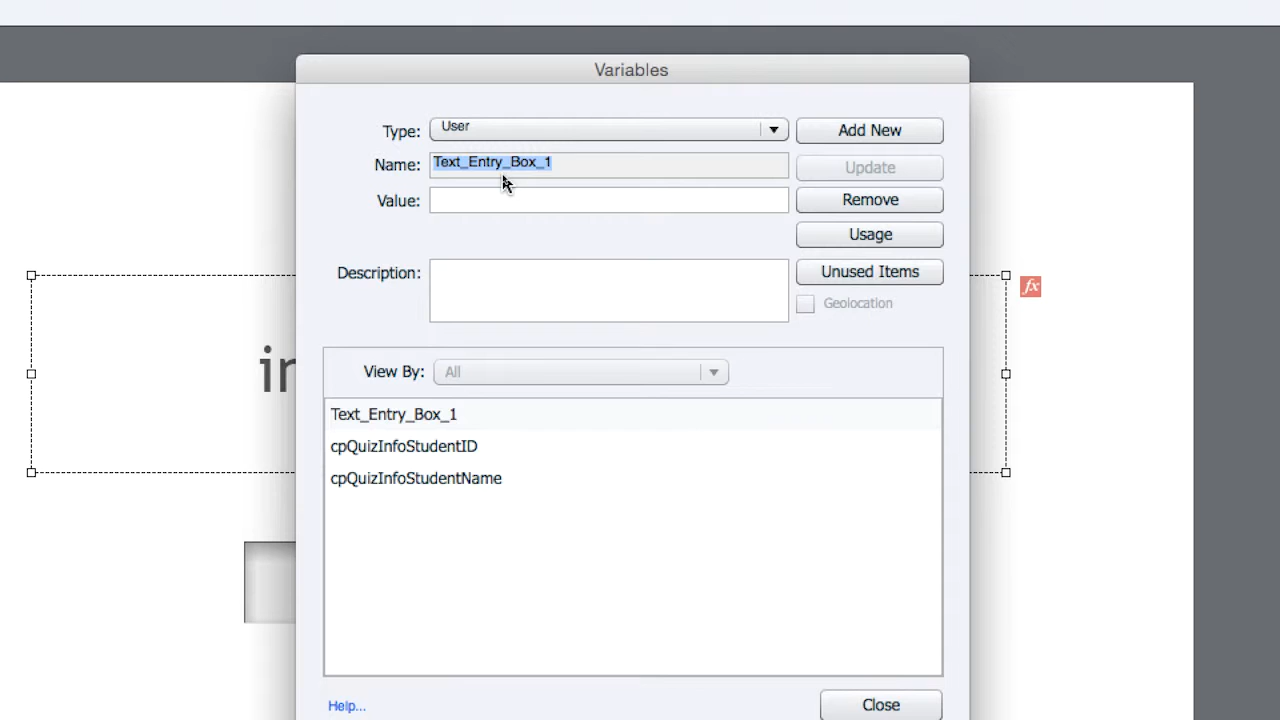 Variables
Type: User Add New
Name: Text_Entry_Box_1 Update
Value: Remove
Usage
Description: Unused Items
Geolocation
fx
View By: All
Text_Entry_Box_1
cpQuizInfoStudentID
cpQuizInfoStudentName
Help... Close